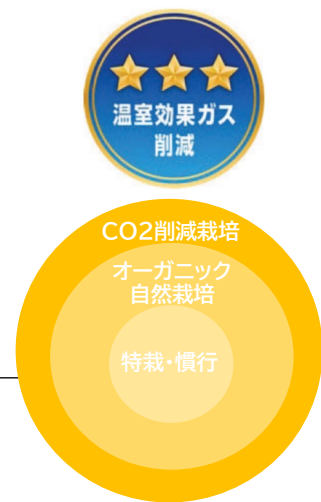 温室効果ガス
削減
CO2削減栽培
オーガニック
自然栽培
特栽・慣行